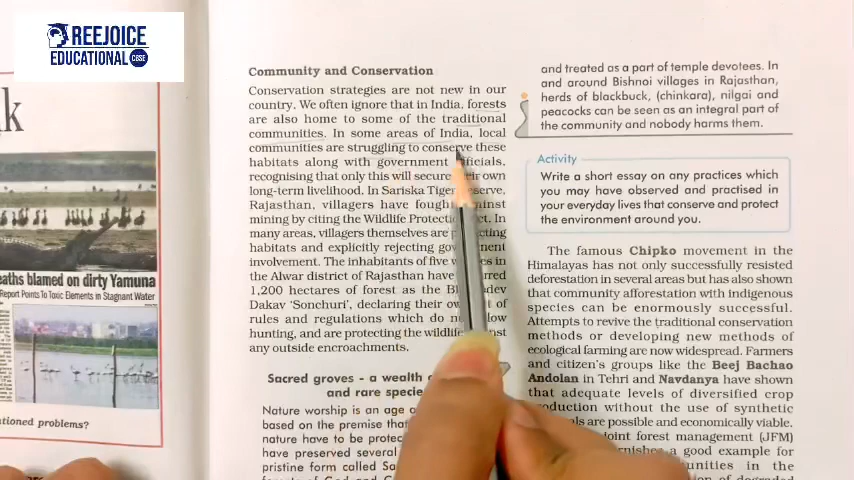 REEJOICE
EDUCATIONAL CBSE
k
eaths blamed on dirty Yamuna
Report Points To Toxic Elements in Stagnant Water
problems?
Community and Conservation
Conservation strategies are not new in our
country. We often ignore that in India, forests
are also home to some of the traditional
communities. In some areas of India, local
communities are struggling to conserve these
habitats along with government officials,
recognising that only this will secure their own
long-term livelihood. In Sariska Tiger Reserve,
Rajasthan, villagers have fought against
mining by citing the Wildlife Protection Act. In
many areas, villagers themselves are protecting
habitats and explicitly rejecting government
involvement. The inhabitants of five villages in
the Alwar district of Rajasthan have
1,200 hectares of forest as the
Dakav ‘Sonchuri’, declaring their own of
rules and regulations which do not allow
hunting, and are protecting the wildlife against
any outside encroachments.
Sacred groves - a wealth
and rare species
Nature worship is an age
based on the premise that
nature have to be protected
have preserved several
pristine form called
and treated as a part of temple devotees. In
and around Bishnoi villages in Rajasthan,
herds of blackbuck, (chinkara), nilgai and
peacocks can be seen as an integral part of
the community and nobody harms them.
Activity
Write a short essay on any practices which
you may have observed and practised in
your everyday lives that conserve and protect
the environment around you.
The famous Chipko movement in the
Himalayas has not only successfully resisted
deforestation in several areas but has also shown
that community afforestation with indigenous
species can be enormously successful.
Attempts to revive the traditional conservation
methods or developing new methods of
ecological farming are now widespread. Farmers
and citizen’s groups like the Beej Bachao
Andolan in Tehri and Navdanya have shown
that adequate levels of diversified crop
production without the use of synthetic
are possible and economically viable.
joint forest management (JFM)
furnishes a good example for
communities in the
of degraded